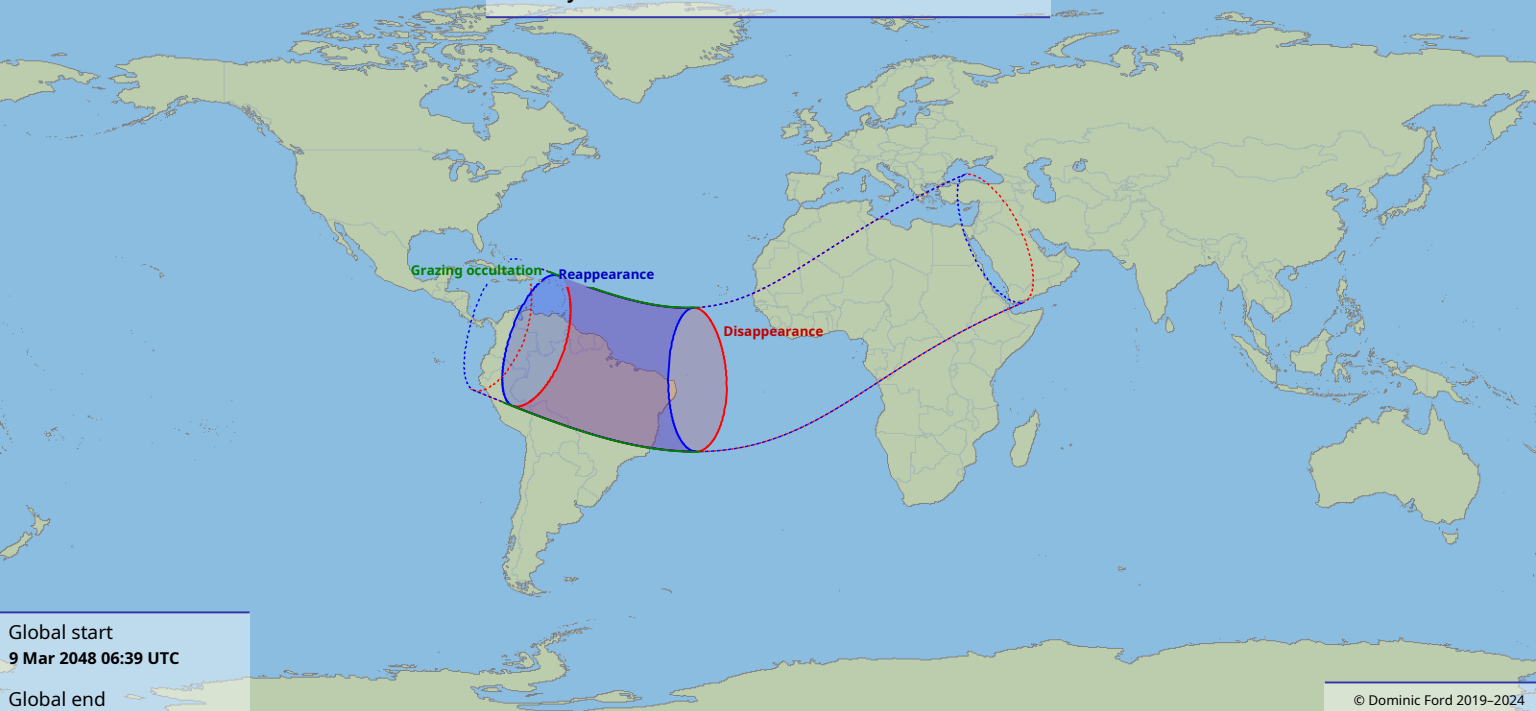 Grazing occultation
Reappearance
Disappearance
Global start
9 Mar 2048 06:39 UTC
Global end
© Dominic Ford 2019–2024